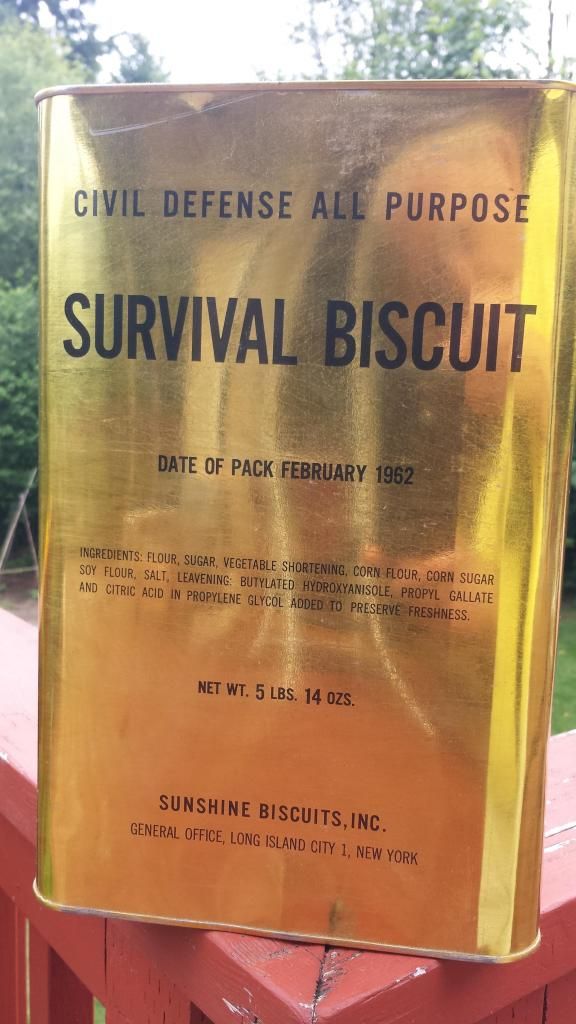 CIVIL DEFENSE ALL PURPOSE
SURVIVAL BISCUIT
DATE OF PACK FEBRUARY 1962
INGREDIENTS: FLOUR, SUGAR, VEGETABLE SHORTENING, CORN FLOUR, CORN SUGAR
SOY FLOUR, SALT, LEAVENING: BUTYLATED HYDROXYANISOLE, PROPYL GALLATE
AND CITRIC ACID IN PROPYLENE GLYCOL ADDED TO PRESERVE FRESHNESS.
NET WT. 5 LBS. 14 OZS.
SUNSHINE BISCUITS, INC.
GENERAL OFFICE, LONG ISLAND CITY 1, NEW YORK